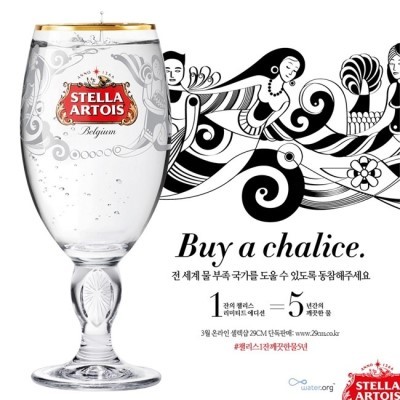 STELLA
ARTOIS
Belgium
Buy a chalice.
전 세계 물 부족 국가를 도울 수 있도록 동참해주세요
1 잔의 챌리스 리미티드 에디션 = 5 년간의 깨끗한 물
3월 온라인 셀렉샵 29CM 단독판매: www.29cm.co.kr
#챌리스1잔깨끗한물5년
water.org
STELLA
ARTOIS